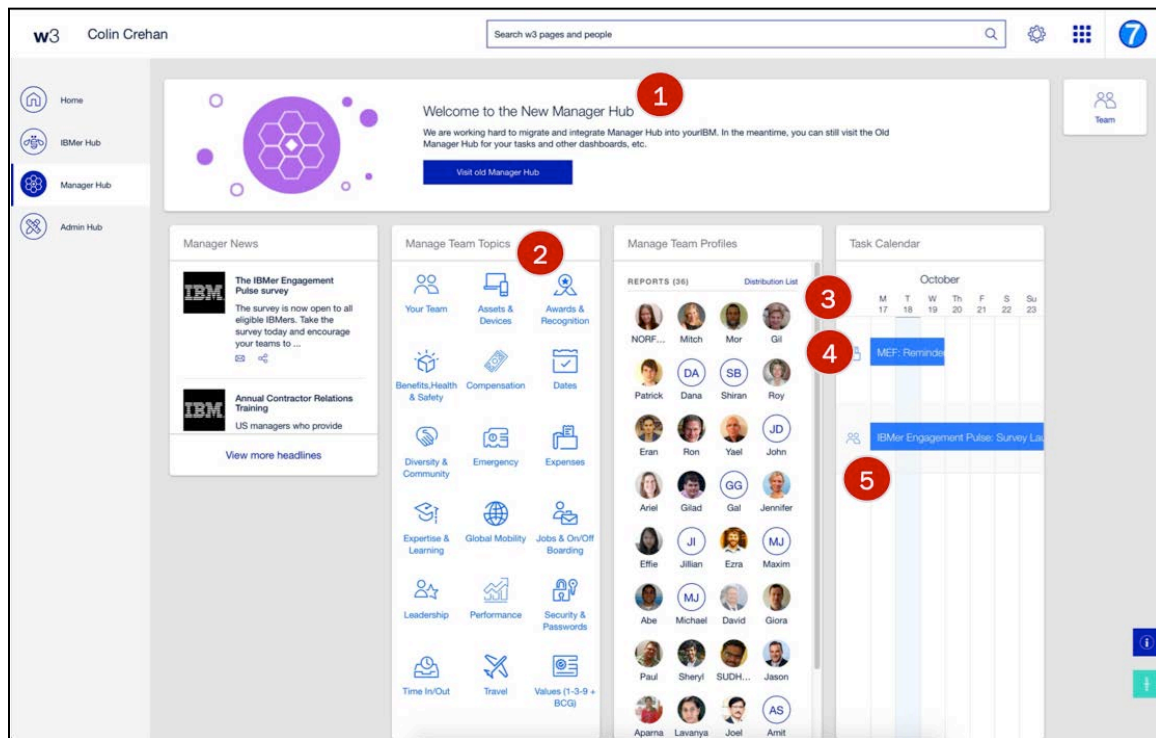 w3 Colin Crehan
Search w3 pages and people
7
Home
IBMer Hub
Manager Hub
Admin Hub
1
Welcome to the New Manager Hub
We are working hard to migrate and integrate Manager Hub into yourIBM. In the meantime, you can still visit the Old
Manager Hub for your tasks and other dashboards, etc.
Visit old Manager Hub
Team
Manager News
IBM
The IBMer Engagement
Pulse survey
The survey is now open to all
eligible IBMers. Take the
survey today and encourage
your teams to ...
IBM
Annual Contractor Relations
Training
US managers who provide
View more headlines
Manage Team Topics
2
Your Team
Assets &
Devices
Awards &
Recognition
Benefits,Health
& Safety
Compensation
Dates
Diversity &
Community
Emergency
Expenses
Expertise &
Learning
Global Mobility
Jobs & On/Off
Boarding
Leadership
Performance
Security &
Passwords
Time In/Out
Travel
Values (1-3-9 +
BCG)
Manage Team Profiles
REPORTS (36) Distribution List
3
NORF... Mitch Mor Gil
DA SB
Patrick Dana Shiran Roy
JD
Eran Ron Yael John
GG
Ariel Gilad Gal Jennifer
JI MJ
Effie Jillian Ezra Maxim
MJ
Abe Michael David Giora
Paul Sheryl SUDH... Jason
AS
Aparna Lavanya Joel Amit
Task Calendar
October
M T W Th F S Su
17 18 19 20 21 22 23
4
MEF: Reminde
IBMer Engagement Pulse: Survey Lau
5